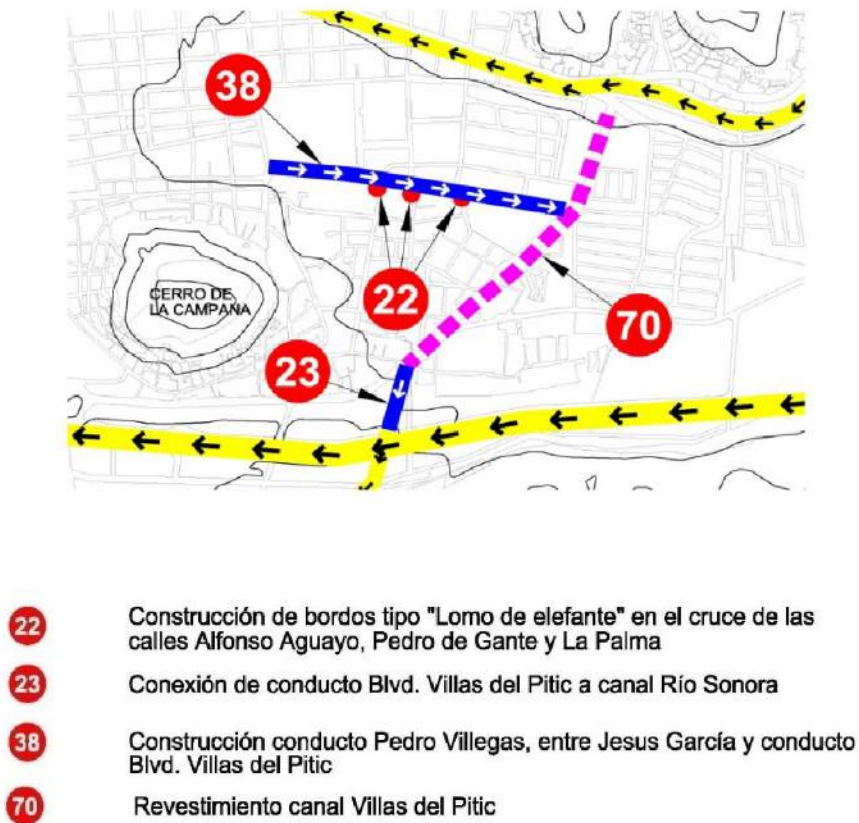 38
22
70
CERRO DE
LA CAMPAÑA
23
22 Construcción de bordos tipo "Lomo de elefante" en el cruce de las
calles Alfonso Aguayo, Pedro de Gante y La Palma
23 Conexión de conducto Blvd. Villas del Pitic a canal Río Sonora
38 Construcción conducto Pedro Villegas, entre Jesus García y conducto
Blvd. Villas del Pitic
70 Revestimiento canal Villas del Pitic